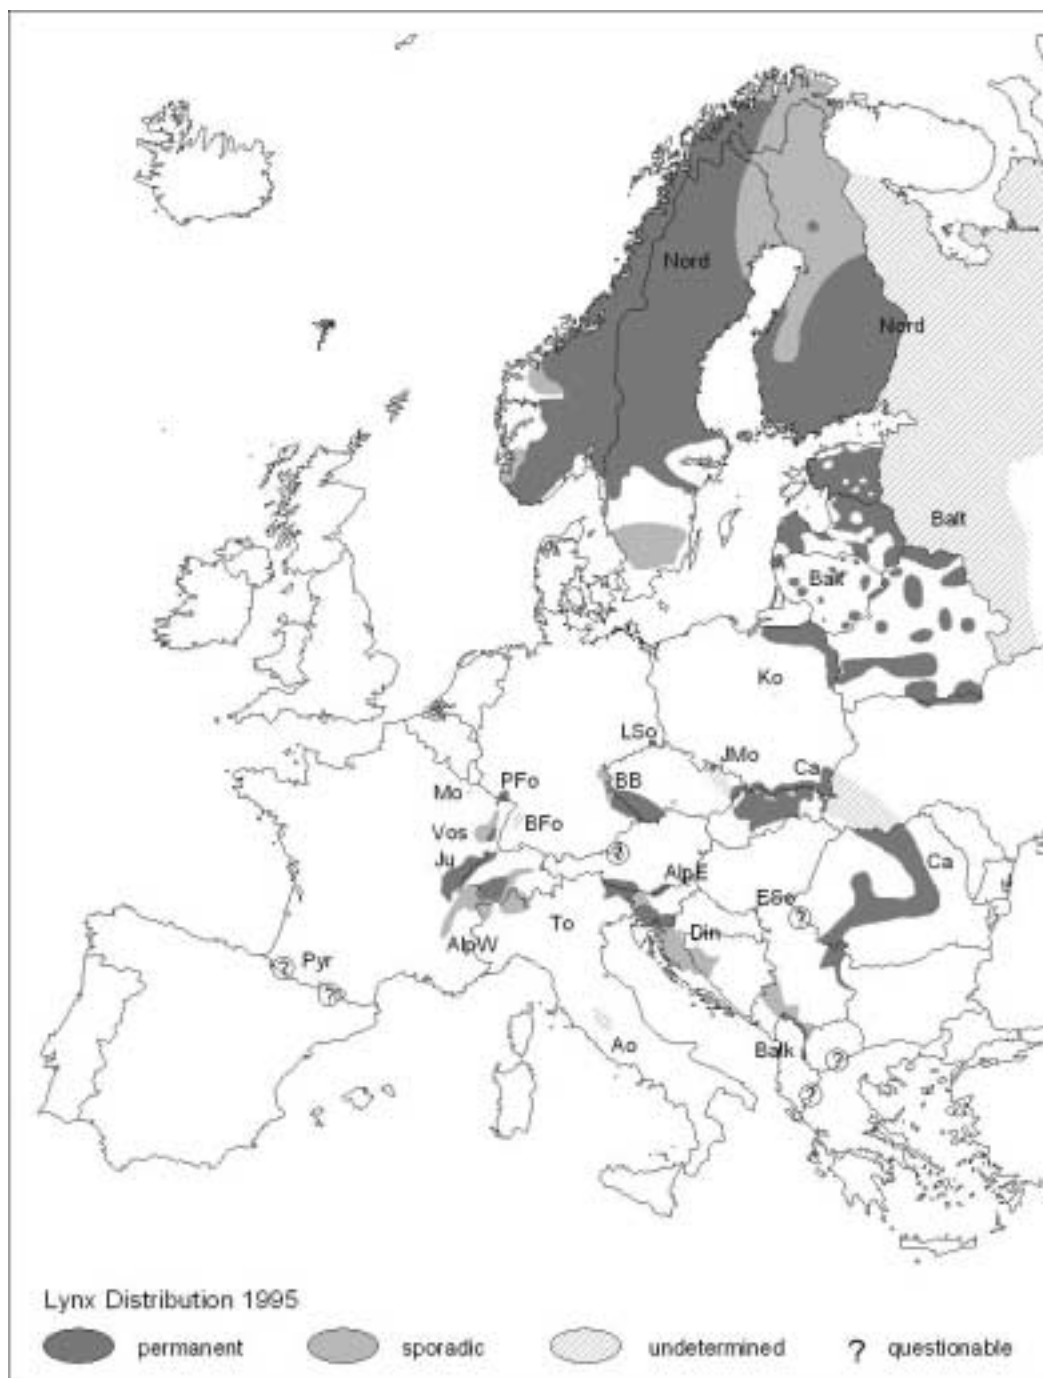 Nord
Nord
Balt
Balt
Ko
LSo
JMo
Ca
PFo
BB
Mo
BFo
Vos
Ju
?
Ca
AlpE
ESo
?
To
Din
AlpW
Pyr
?
?
Ao
Balk
?
?
Lynx Distribution 1995
permanent sporadic undetermined ? questionable